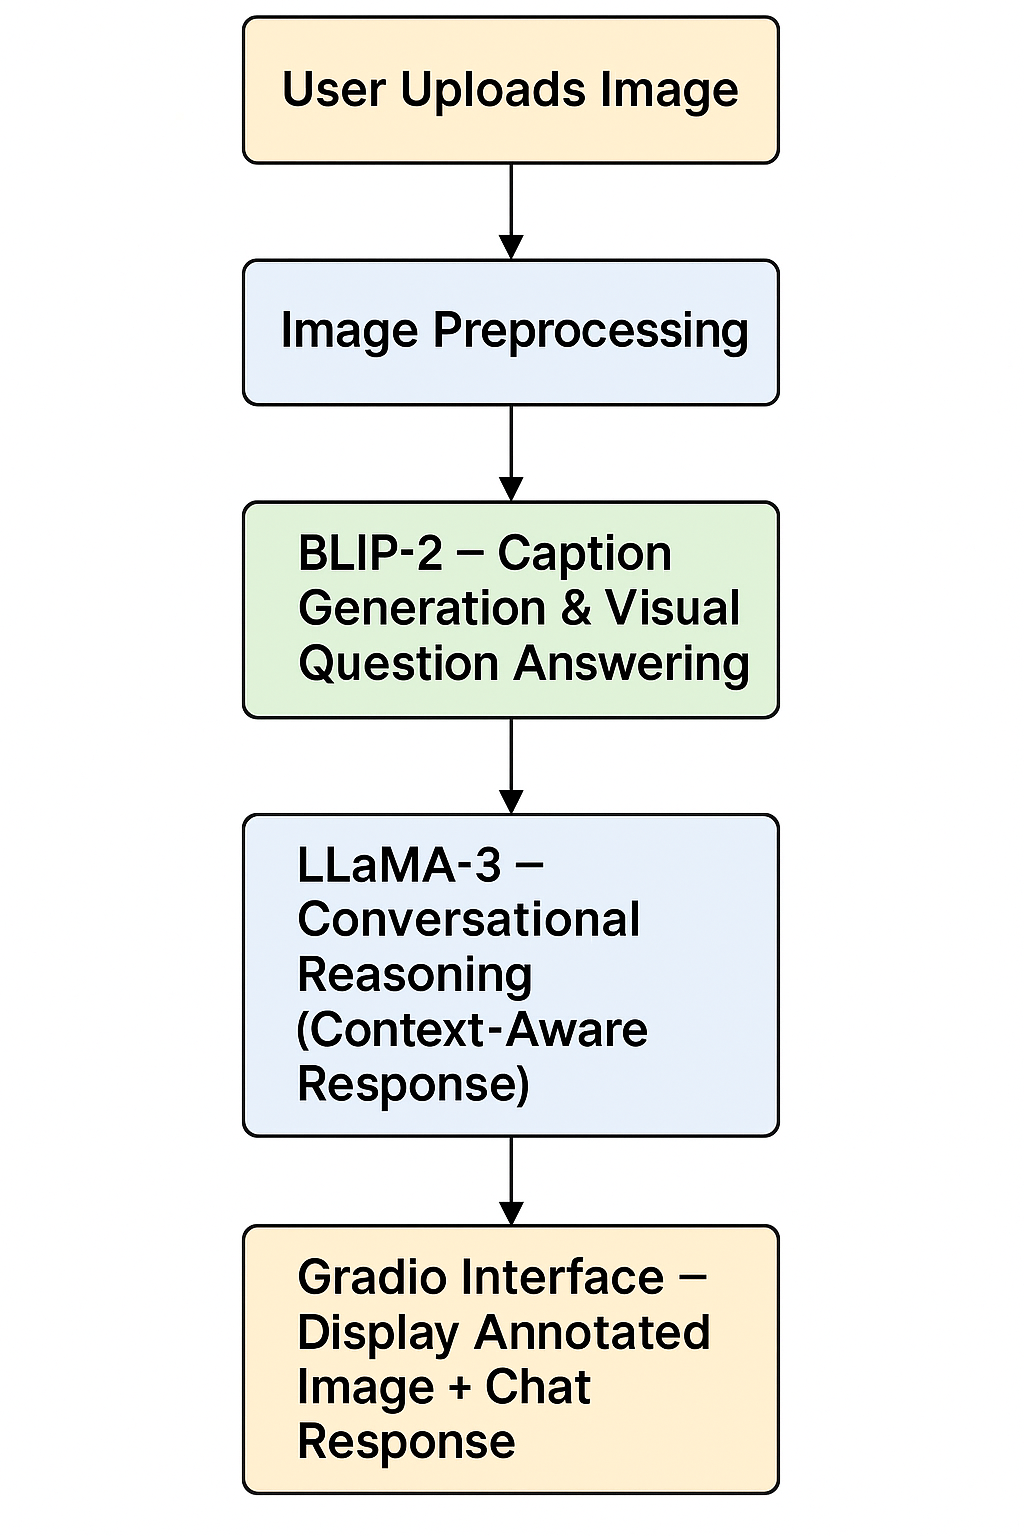 User Uploads Image
Image Preprocessing
BLIP-2 – Caption
Generation & Visual
Question Answering
LLaMA-3 –
Conversational
Reasoning
(Context-Aware
Response)
Gradio Interface –
Display Annotated
Image + Chat
Response